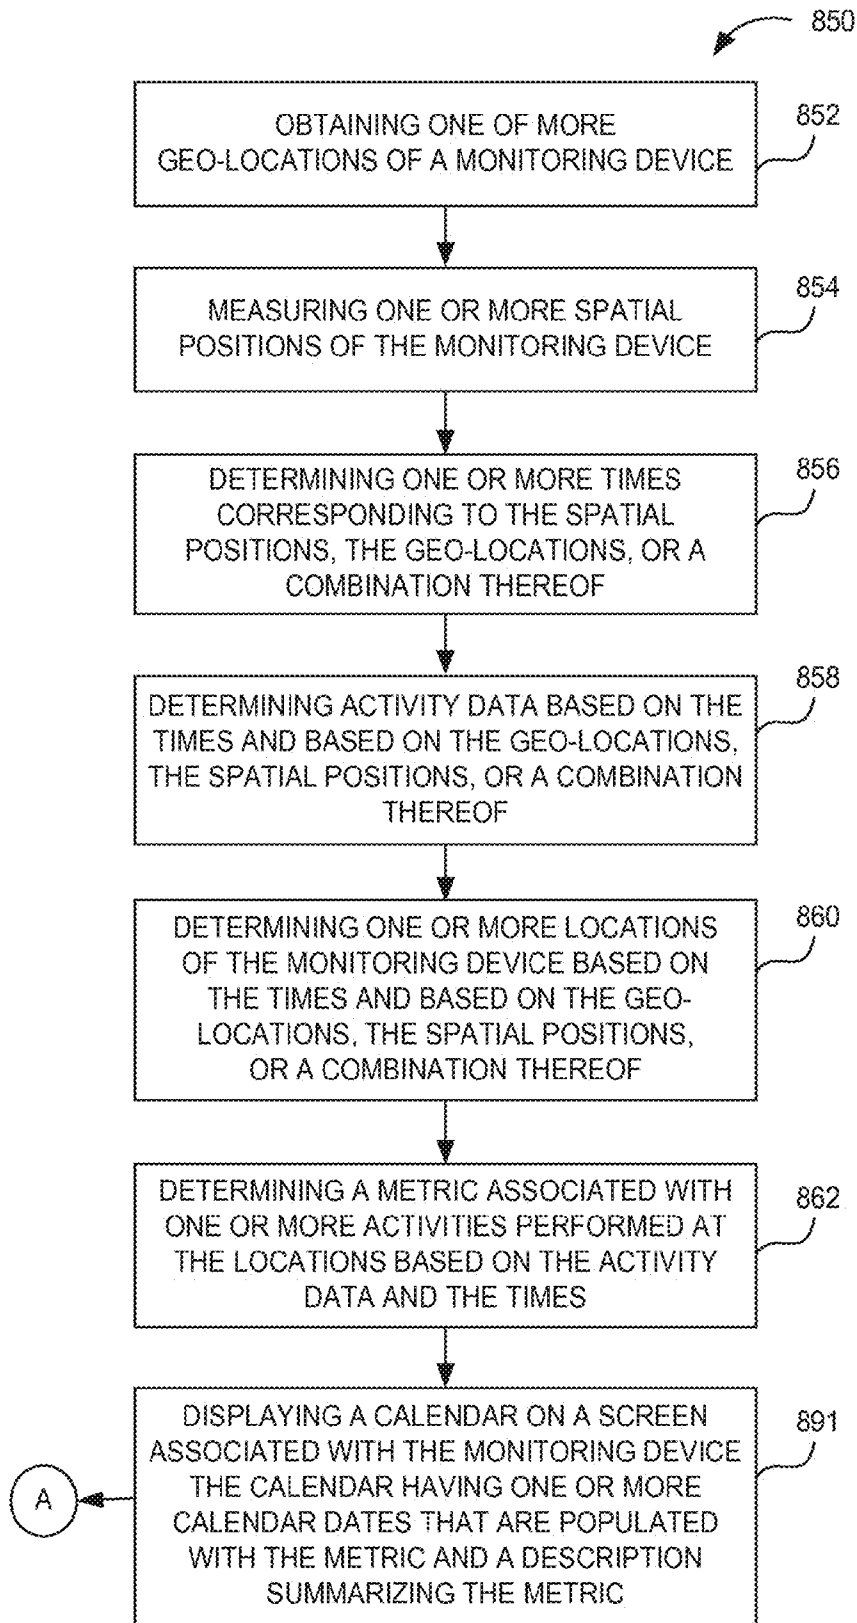 850
OBTAINING ONE OF MORE
GEO-LOCATIONS OF A MONITORING DEVICE
852
MEASURING ONE OR MORE SPATIAL
POSITIONS OF THE MONITORING DEVICE
854
DETERMINING ONE OR MORE TIMES
CORRESPONDING TO THE SPATIAL
POSITIONS, THE GEO-LOCATIONS, OR A
COMBINATION THEREOF
856
DETERMINING ACTIVITY DATA BASED ON THE
TIMES AND BASED ON THE GEO-LOCATIONS,
THE SPATIAL POSITIONS, OR A COMBINATION
THEREOF
858
DETERMINING ONE OR MORE LOCATIONS
OF THE MONITORING DEVICE BASED ON
THE TIMES AND BASED ON THE GEO-
LOCATIONS, THE SPATIAL POSITIONS,
OR A COMBINATION THEREOF
860
DETERMINING A METRIC ASSOCIATED WITH
ONE OR MORE ACTIVITIES PERFORMED AT
THE LOCATIONS BASED ON THE ACTIVITY
DATA AND THE TIMES
862
DISPLAYING A CALENDAR ON A SCREEN
ASSOCIATED WITH THE MONITORING DEVICE
THE CALENDAR HAVING ONE OR MORE
CALENDAR DATES THAT ARE POPULATED
WITH THE METRIC AND A DESCRIPTION
SUMMARIZING THE METRIC
891
A